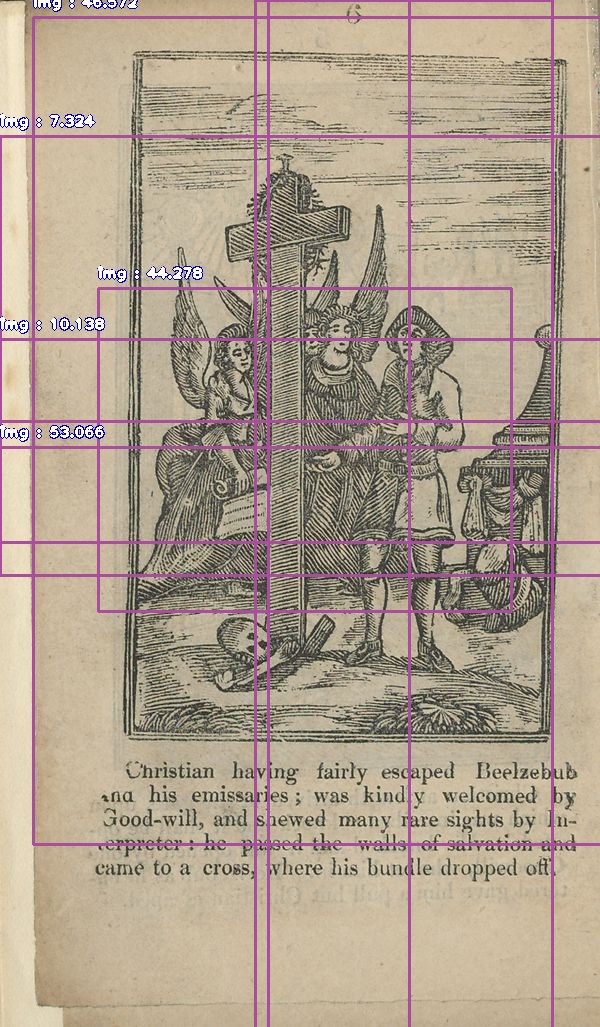 img : 46.572
6
img : 7.324
img : 44.278
img : 10.138
img : 53.066
Christian having fairly escaped Beelzebub
and his emissaries; was kindly welcomed by
Good-will, and shewed many rare sights by In-
terpreter: he passed the walls of salvation and
came to a cross, where his bundle dropped off.